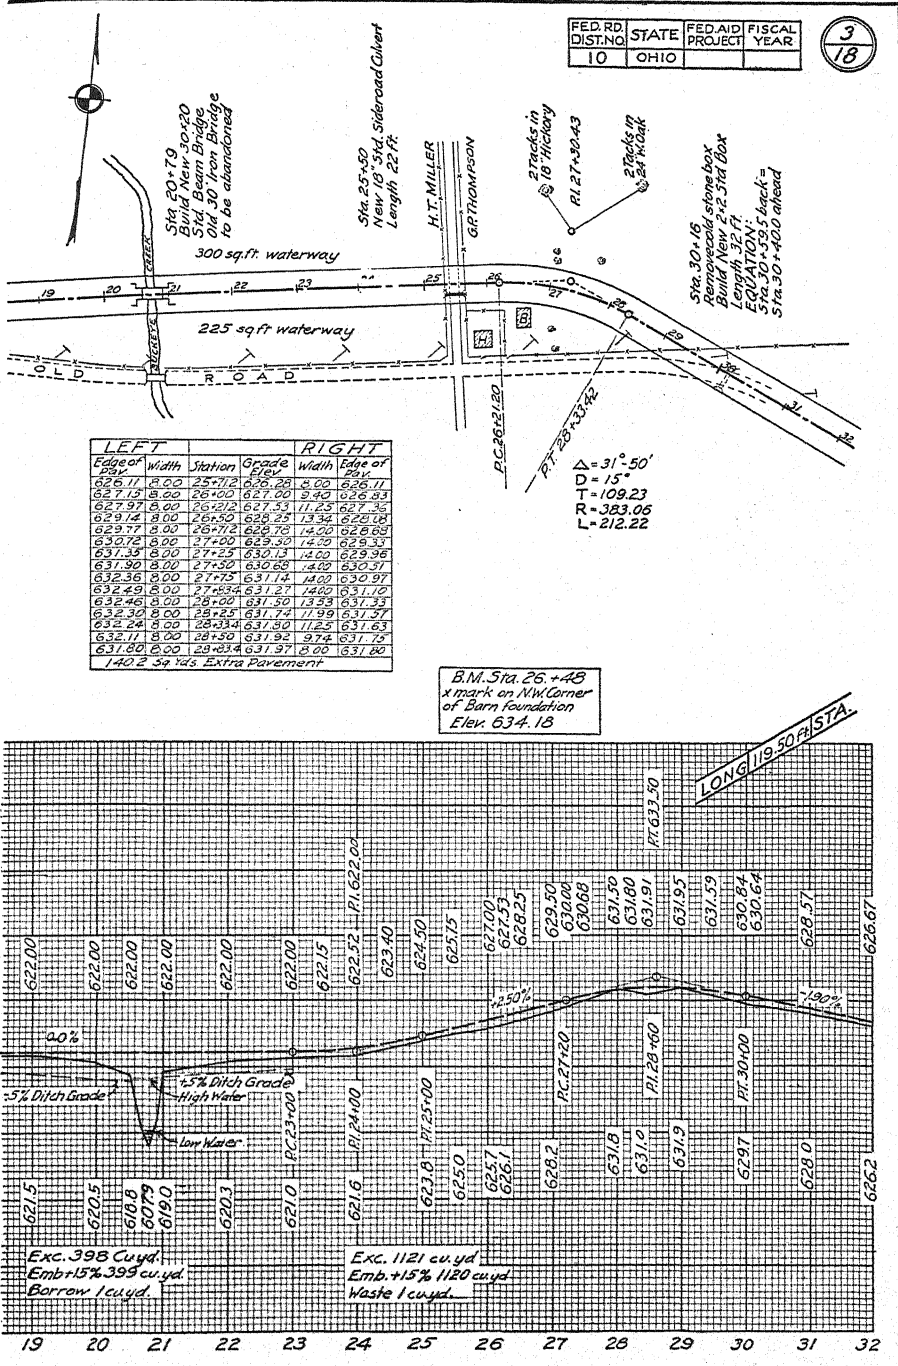 FED. RD. DIST. NO. STATE FED. AID PROJECT FISCAL YEAR
10 OHIO
3
18
Sta. 20+79
Build New 30×20
Std. Beam Bridge
Old 30' Iron Bridge
to be abandoned
Sta. 25+50
New 18" Std. Sideroad Culvert
Length 22 ft.
H.T. MILLER
G.P. THOMPSON
2 Tacks in
18" Hickory
P.I. 27+30.43
2 Tacks in
24" W. Oak
Sta. 30+16
Remove old stone box
Build New 2×2 Std Box
Length 32 ft.
EQUATION:
Sta. 30+59.5 back =
Sta. 30+40.0 ahead
300 sq. ft. waterway
CREEK
19 20 21 22 23 25 26 27 28 29 30 31 32
225 sq ft waterway
BUCKEYE
H B
OLD ROAD
P.C. 26+21.20
P.T. 28+33.42
Δ = 31°-50'
D = 15°
T = 109.23
R = 383.06
L = 212.22
LEFT RIGHT
Edge of Pav. Width Station Grade Elev. Width Edge of Pav.
626.11 8.00 25+71.2 626.28 8.00 626.11
627.15 8.00 26+00 627.00 9.40 626.83
627.97 8.00 26+21.2 627.53 11.25 627.36
629.14 8.00 26+50 628.25 13.34 628.08
629.77 8.00 26+71.2 628.78 14.00 628.68
630.72 8.00 27+00 629.50 14.00 629.33
631.35 8.00 27+25 630.13 14.00 629.96
631.90 8.00 27+50 630.68 14.00 630.51
632.36 8.00 27+75 631.14 14.00 630.97
632.49 8.00 27+83.4 631.27 14.00 631.10
632.46 8.00 28+00 631.50 13.53 631.33
632.30 8.00 28+25 631.74 11.99 631.57
632.24 8.00 28+33.4 631.80 11.25 631.63
632.11 8.00 28+50 631.92 9.74 631.75
631.80 8.00 28+83.4 631.97 8.00 631.80
140.2 Sq. Yds. Extra Pavement
B.M. Sta. 26.+48
x mark on N.W. Corner
of Barn Foundation
Elev. 634.18
LONG 119.50 Ft. STA.
P.I. 622.00
P.T. 633.50
622.00 622.00 622.00 622.00 622.00 622.00 622.15 622.52 623.40 624.50 625.75 627.00 627.53 628.25 629.50 630.00 630.68 631.50 631.80 631.91 631.95 631.59 630.84 630.64 628.57 626.67
+2.50%
-1.90%
0.0%
-.5% Ditch Grade
+.5% Ditch Grade
High Water
Low Water
P.C. 23+00
P.I. 24+00
P.T. 25+00
P.C. 27+20
P.I. 28+60
P.T. 30+00
621.5 620.5 618.8 607.9 619.0 620.3 621.0 621.6 623.8 625.0 625.7 626.1 628.2 631.8 631.0 631.9 629.7 628.0 626.2
Exc. 398 Cu yd.
Emb+15% 399 cu. yd.
Borrow 1 cu yd.
Exc. 1121 cu. yd
Emb.+15% 1120 cu yd
Waste 1 cu yd.
19 20 21 22 23 24 25 26 27 28 29 30 31 32